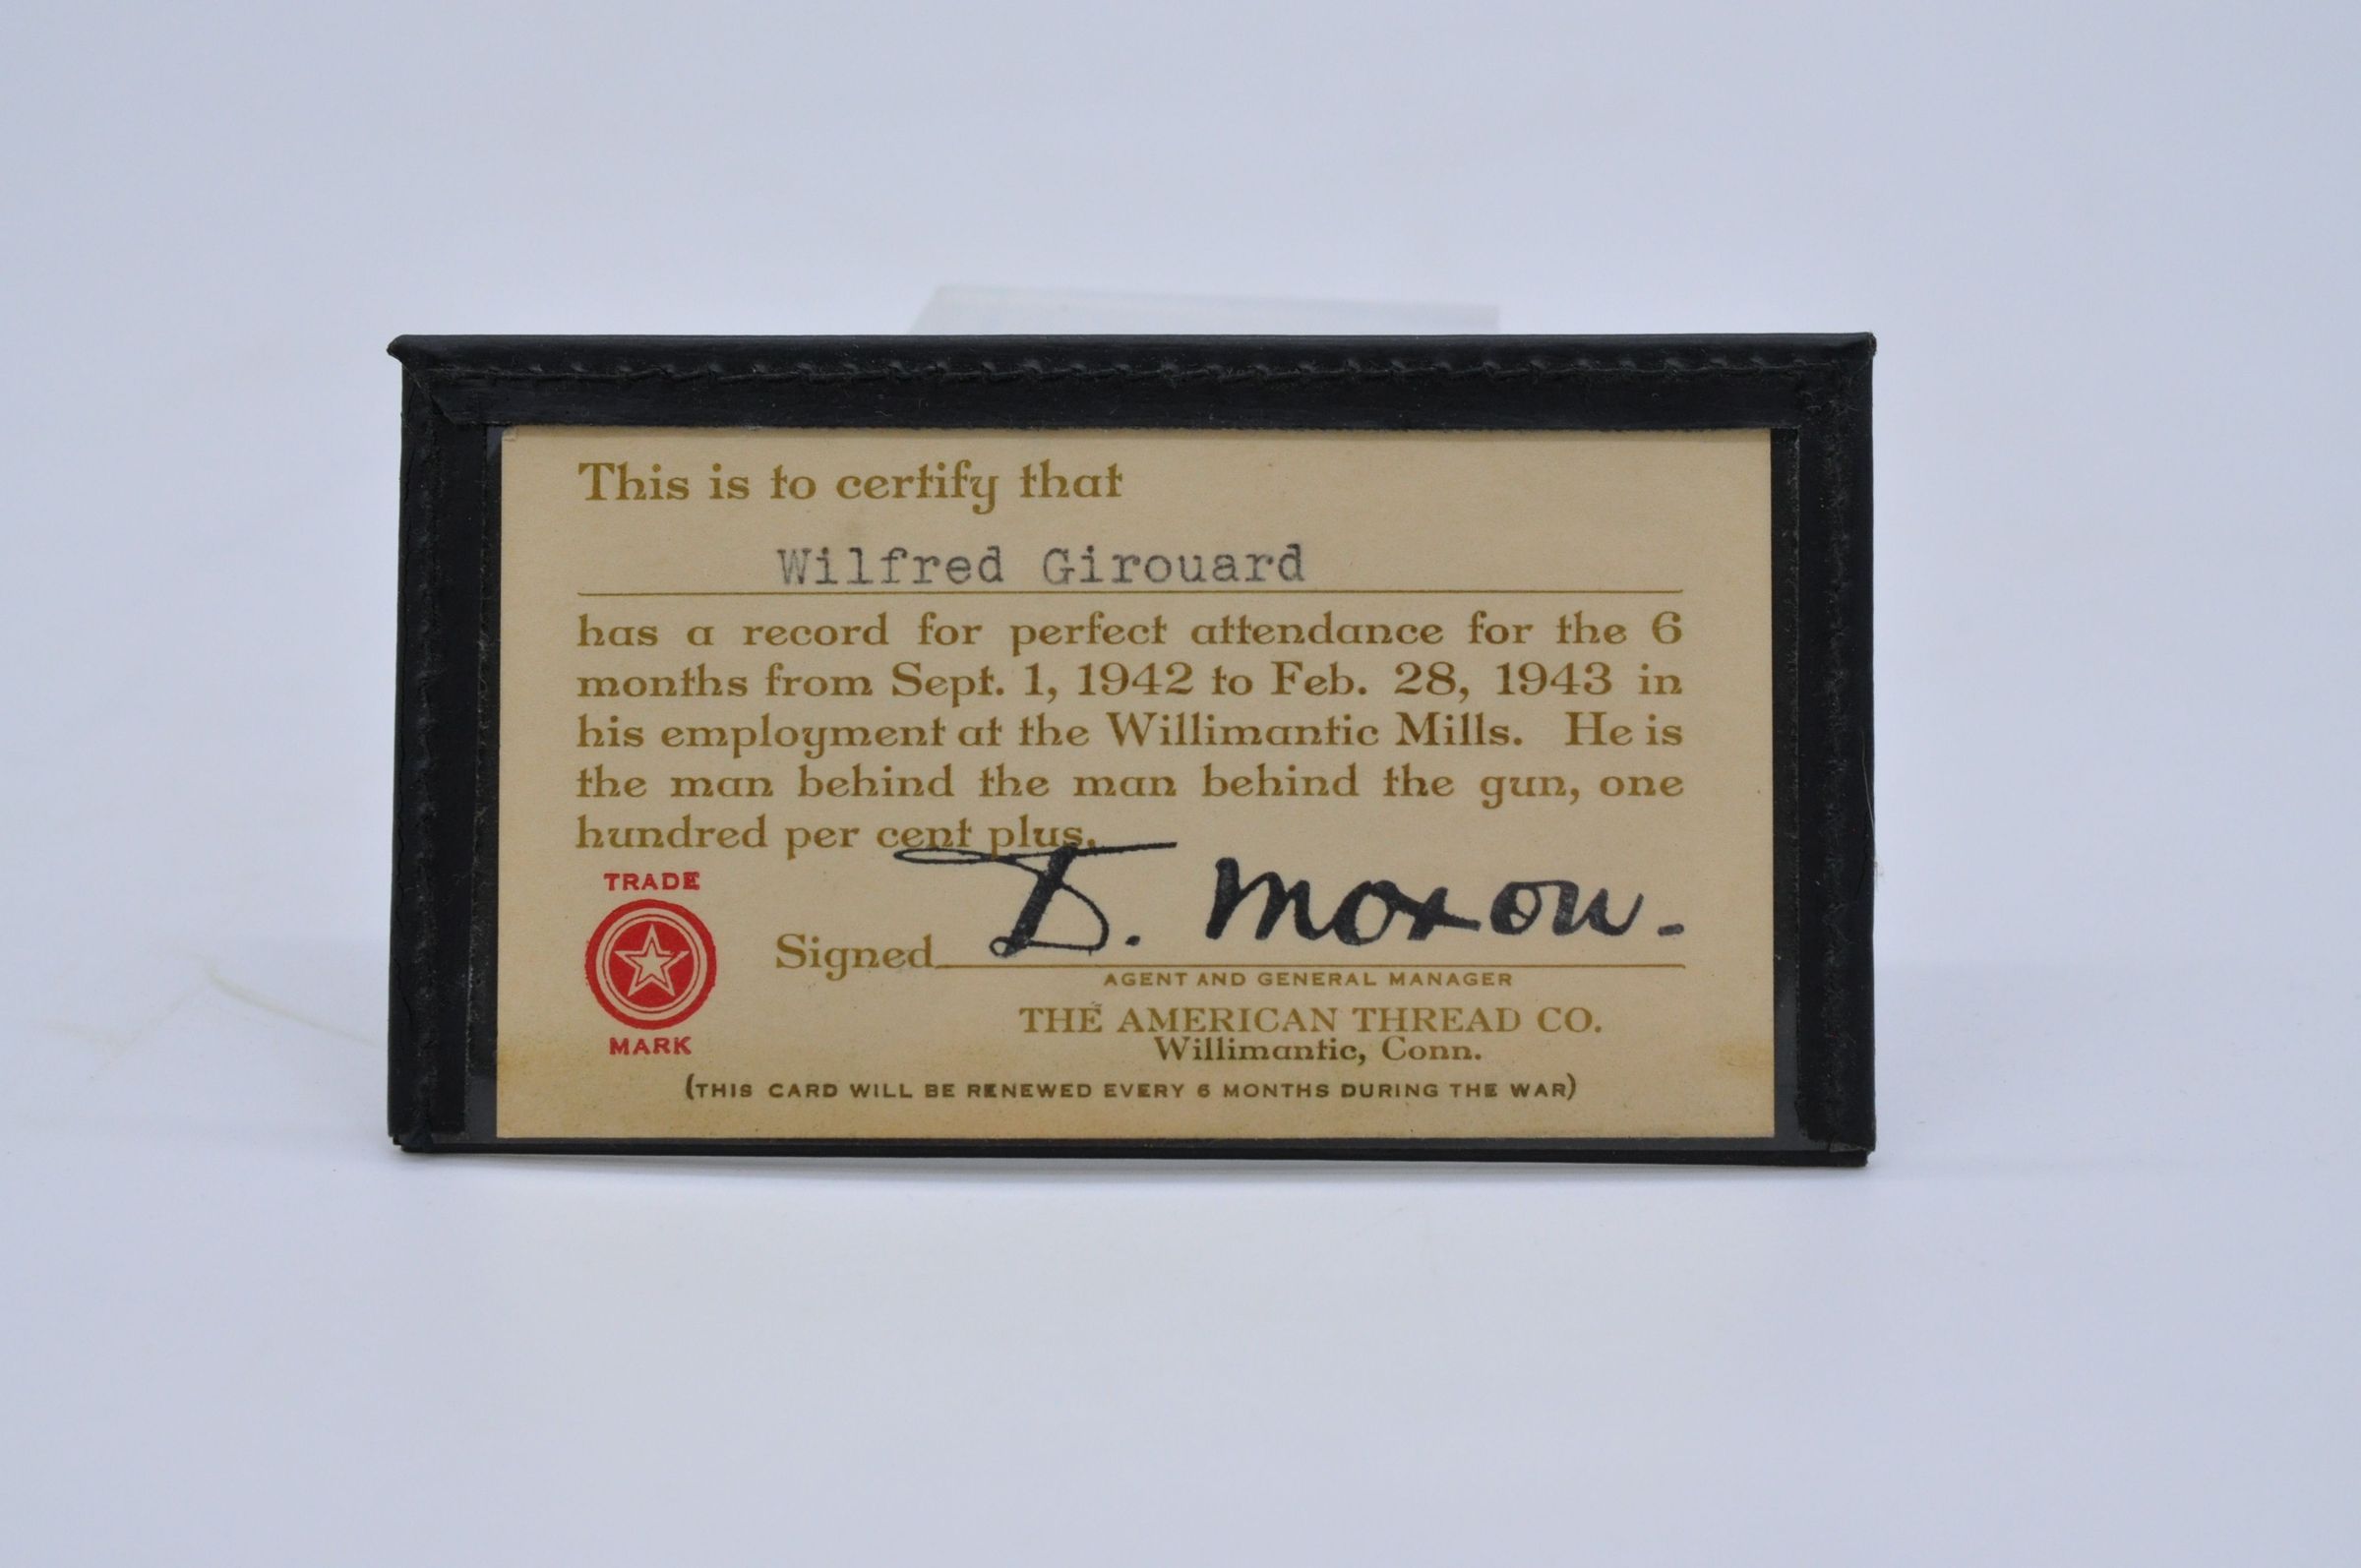 This is to certify that
Wilfred Girouard
has a record for perfect attendance for the 6
months from Sept. 1, 1942 to Feb. 28, 1943 in
his employment at the Willimantic Mills. He is
the man behind the man behind the gun, one
hundred per cent plus.
TRADE
MARK
Signed D. Moxon.
AGENT AND GENERAL MANAGER
THE AMERICAN THREAD CO.
Willimantic, Conn.
(THIS CARD WILL BE RENEWED EVERY 6 MONTHS DURING THE WAR)